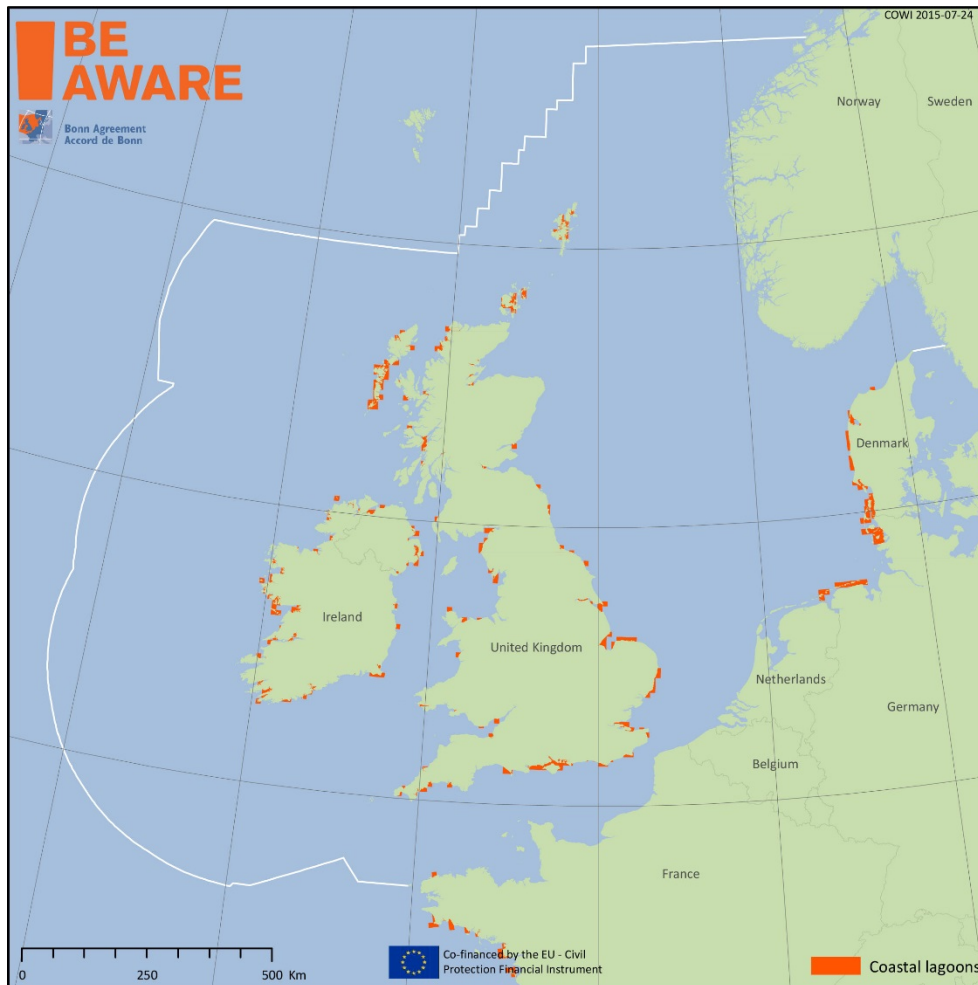 COWI 2015-07-24
BE
AWARE
Bonn Agreement
Accord de Bonn
Norway
Sweden
Denmark
Ireland
United Kingdom
Netherlands
Germany
Belgium
France
0
250
500 Km
Co-financed by the EU - Civil
Protection Financial Instrument
Coastal lagoons